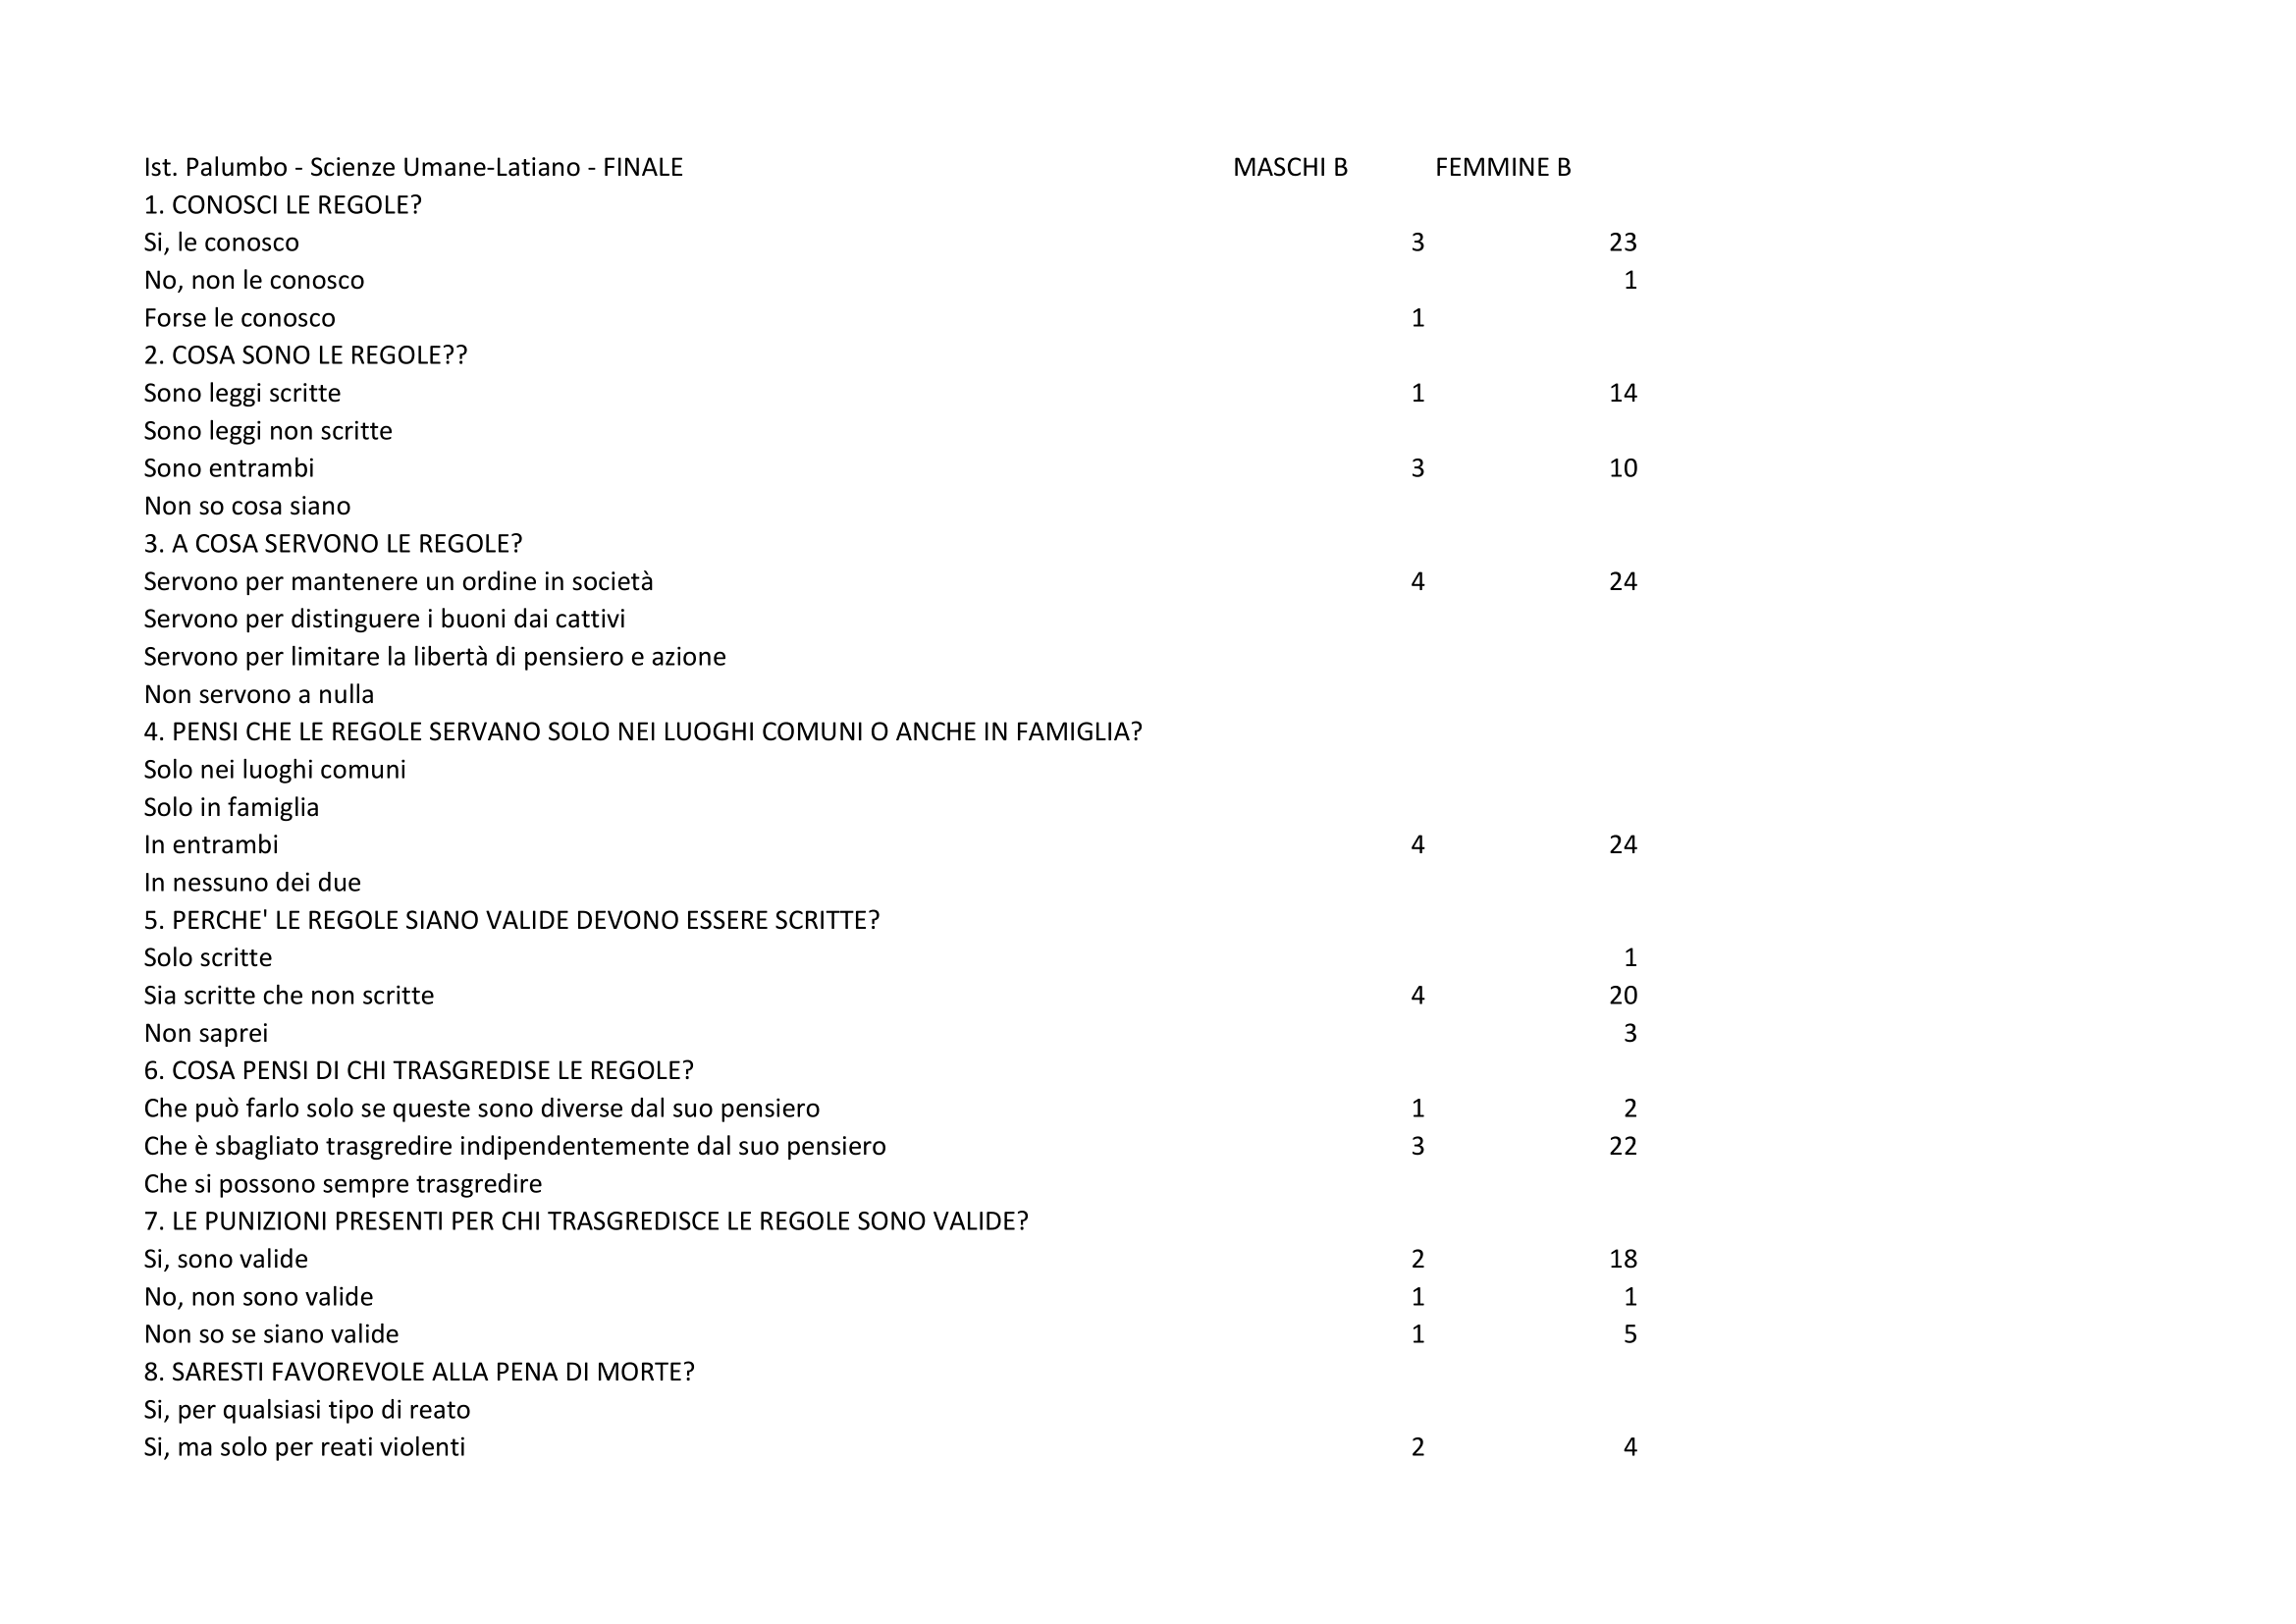 Ist. Palumbo - Scienze Umane-Latiano - FINALE MASCHI B FEMMINE B
1. CONOSCI LE REGOLE?
Si, le conosco 3 23
No, non le conosco 1
Forse le conosco 1
2. COSA SONO LE REGOLE??
Sono leggi scritte 1 14
Sono leggi non scritte
Sono entrambi 3 10
Non so cosa siano
3. A COSA SERVONO LE REGOLE?
Servono per mantenere un ordine in società 4 24
Servono per distinguere i buoni dai cattivi
Servono per limitare la libertà di pensiero e azione
Non servono a nulla
4. PENSI CHE LE REGOLE SERVANO SOLO NEI LUOGHI COMUNI O ANCHE IN FAMIGLIA?
Solo nei luoghi comuni
Solo in famiglia
In entrambi 4 24
In nessuno dei due
5. PERCHE' LE REGOLE SIANO VALIDE DEVONO ESSERE SCRITTE?
Solo scritte 1
Sia scritte che non scritte 4 20
Non saprei 3
6. COSA PENSI DI CHI TRASGREDISE LE REGOLE?
Che può farlo solo se queste sono diverse dal suo pensiero 1 2
Che è sbagliato trasgredire indipendentemente dal suo pensiero 3 22
Che si possono sempre trasgredire
7. LE PUNIZIONI PRESENTI PER CHI TRASGREDISCE LE REGOLE SONO VALIDE?
Si, sono valide 2 18
No, non sono valide 1 1
Non so se siano valide 1 5
8. SARESTI FAVOREVOLE ALLA PENA DI MORTE?
Si, per qualsiasi tipo di reato
Si, ma solo per reati violenti 2 4